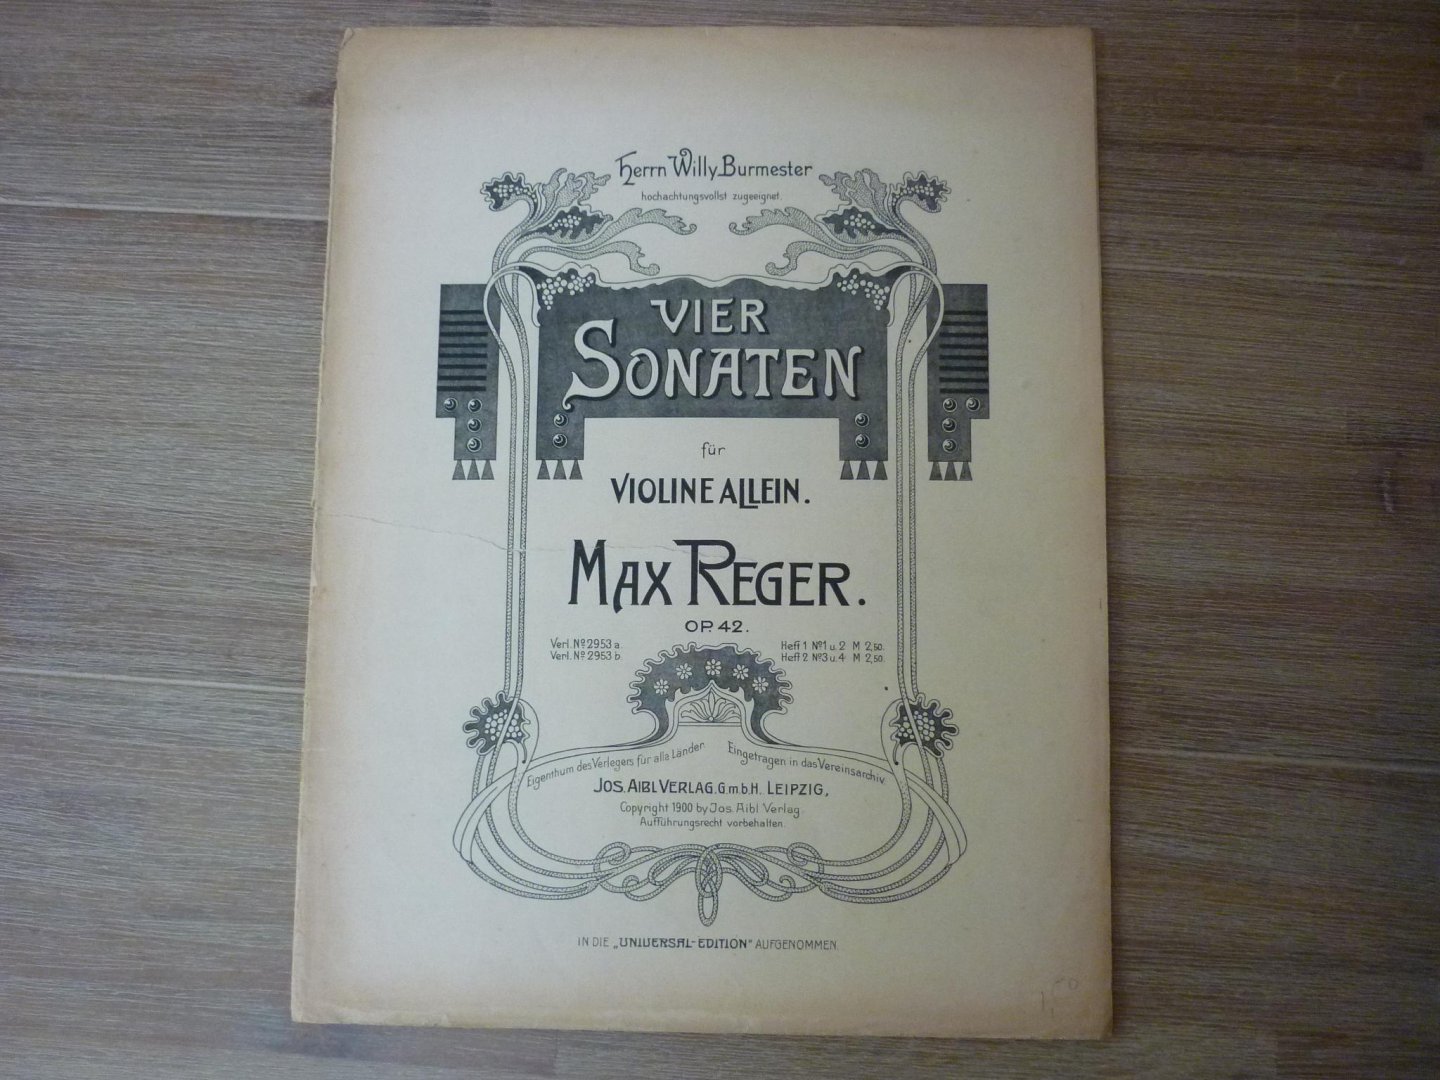 Herrn Willy Burmester
hochachtungsvollst zugeeignet.
VIER
SONATEN
für
VIOLINE ALLEIN.
MAX REGER.
OP. 42.
Verl. Nº 2953 a. Heft 1 Nº 1 u. 2 M 2,50.
Verl. Nº 2953 b. Heft 2 Nº 3 u. 4 M 2,50.
Eigenthum des Verlegers für alle Länder Eingetragen in das Vereinsarchiv.
JOS. AIBL VERLAG. G.m.b.H. LEIPZIG,
Copyright 1900 by Jos. Aibl Verlag.
Aufführungsrecht vorbehalten.
IN DIE „UNIVERSAL-EDITION" AUFGENOMMEN.